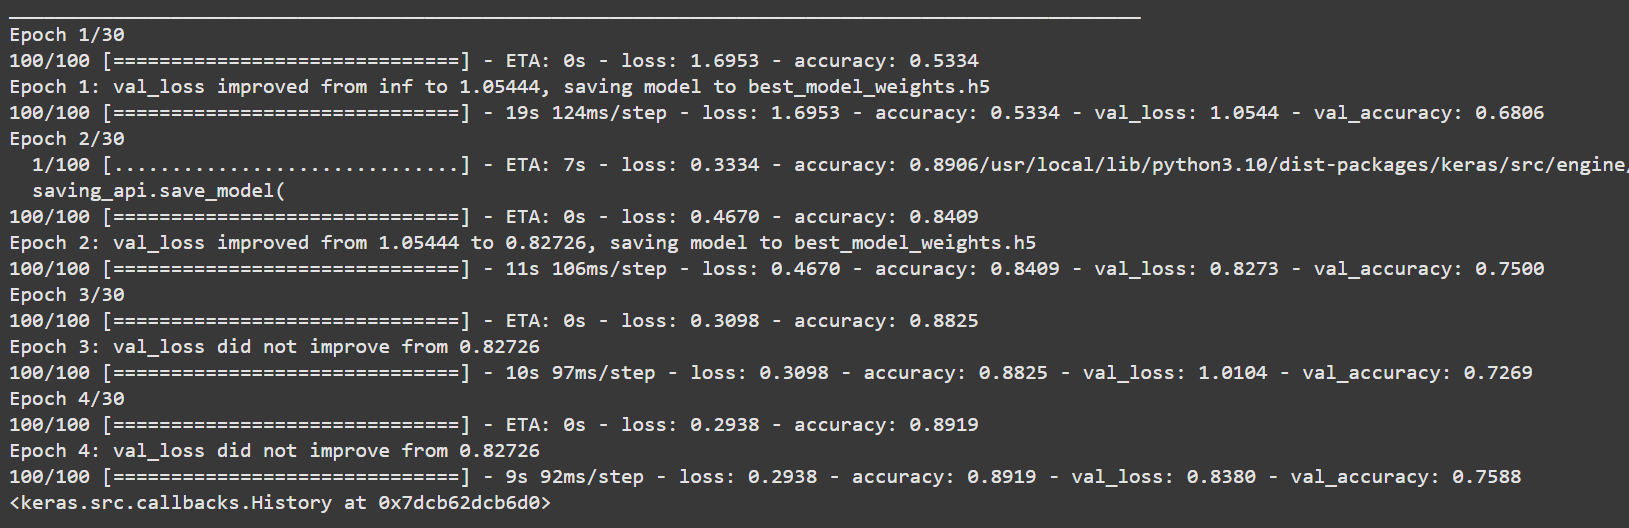 Epoch 1/30
100/100 [==============================] - ETA: 0s - loss: 1.6953 - accuracy: 0.5334
Epoch 1: val_loss improved from inf to 1.05444, saving model to best_model_weights.h5
100/100 [==============================] - 19s 124ms/step - loss: 1.6953 - accuracy: 0.5334 - val_loss: 1.0544 - val_accuracy: 0.6806
Epoch 2/30
  1/100 [..............................] - ETA: 7s - loss: 0.3334 - accuracy: 0.8906/usr/local/lib/python3.10/dist-packages/keras/src/engine/
  saving_api.save_model(
100/100 [==============================] - ETA: 0s - loss: 0.4670 - accuracy: 0.8409
Epoch 2: val_loss improved from 1.05444 to 0.82726, saving model to best_model_weights.h5
100/100 [==============================] - 11s 106ms/step - loss: 0.4670 - accuracy: 0.8409 - val_loss: 0.8273 - val_accuracy: 0.7500
Epoch 3/30
100/100 [==============================] - ETA: 0s - loss: 0.3098 - accuracy: 0.8825
Epoch 3: val_loss did not improve from 0.82726
100/100 [==============================] - 10s 97ms/step - loss: 0.3098 - accuracy: 0.8825 - val_loss: 1.0104 - val_accuracy: 0.7269
Epoch 4/30
100/100 [==============================] - ETA: 0s - loss: 0.2938 - accuracy: 0.8919
Epoch 4: val_loss did not improve from 0.82726
100/100 [==============================] - 9s 92ms/step - loss: 0.2938 - accuracy: 0.8919 - val_loss: 0.8380 - val_accuracy: 0.7588
<keras.src.callbacks.History at 0x7dcb62dcb6d0>